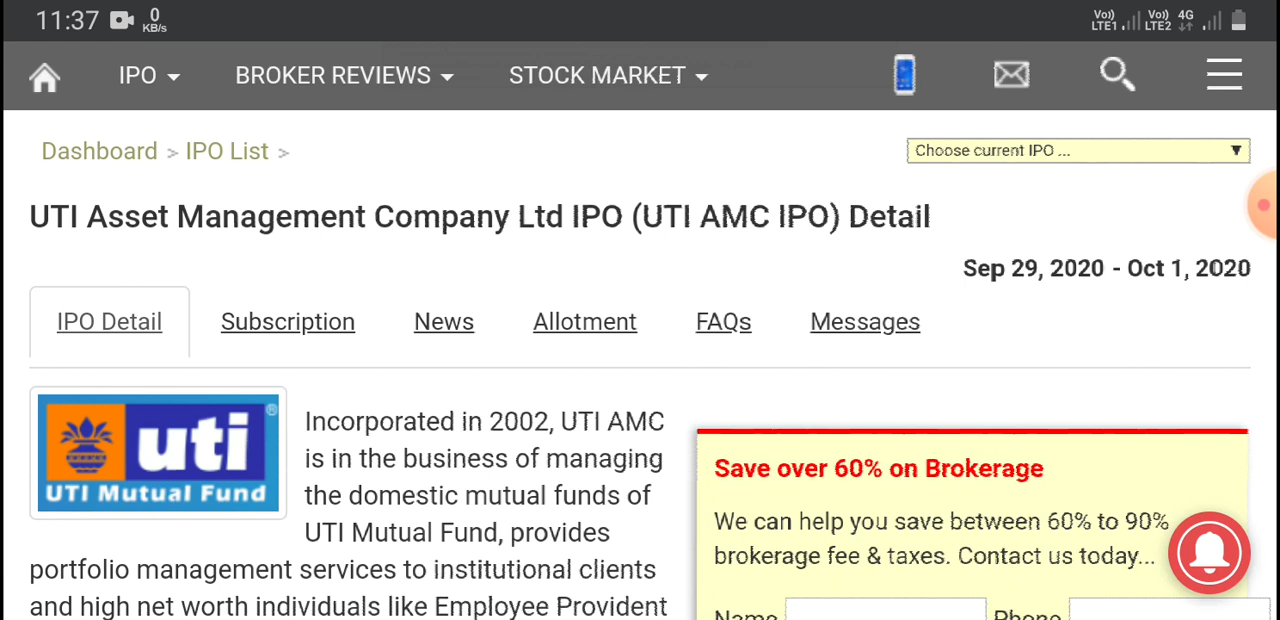 11:37 0 KB/s Vo) LTE1 Vo) LTE2 4G
IPO BROKER REVIEWS STOCK MARKET
Dashboard > IPO List >
Choose current IPO ...
UTI Asset Management Company Ltd IPO (UTI AMC IPO) Detail
Sep 29, 2020 - Oct 1, 2020
IPO Detail Subscription News Allotment FAQs Messages
uti ®
UTI Mutual Fund
Incorporated in 2002, UTI AMC
is in the business of managing
the domestic mutual funds of
UTI Mutual Fund, provides
portfolio management services to institutional clients
and high net worth individuals like Employee Provident
Save over 60% on Brokerage
We can help you save between 60% to 90%
brokerage fee & taxes. Contact us today...
Name Phone